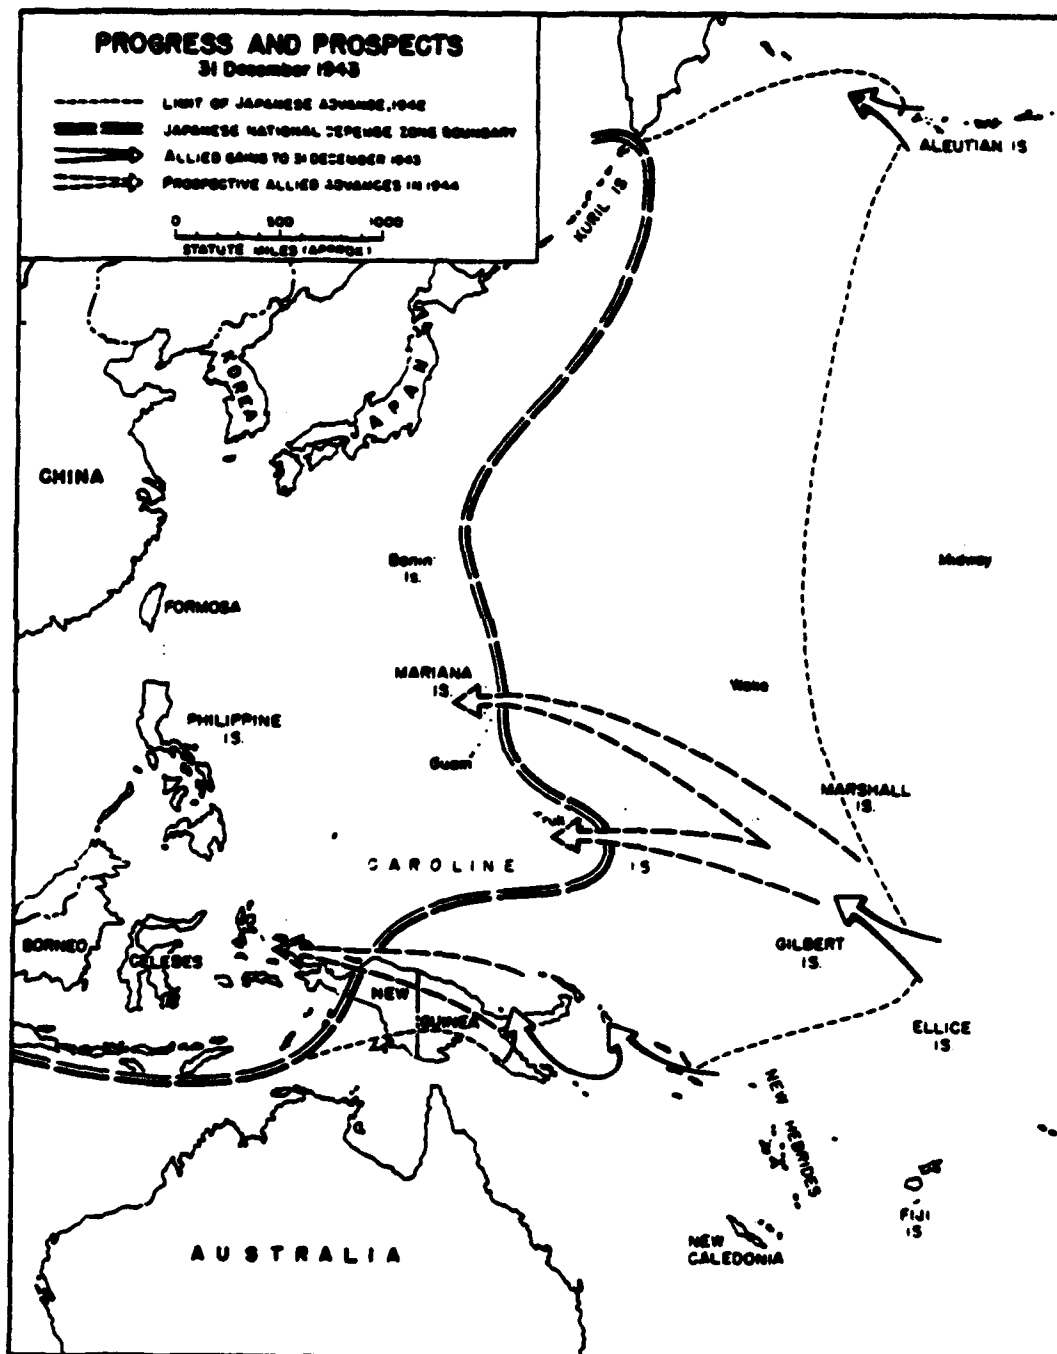 PROGRESS AND PROSPECTS
31 December 1943
LIMIT OF JAPANESE ADVANCE, 1942
JAPANESE NATIONAL DEFENSE ZONE BOUNDARY
ALLIED GAINS TO 31 DECEMBER 1943
PROSPECTIVE ALLIED ADVANCES IN 1944
0 500 1000
STATUTE MILES (APPROX)
ALEUTIAN IS
KURIL IS
KOREA
JAPAN
CHINA
Bonin
IS.
Midway
FORMOSA
MARIANA
IS.
Wake
PHILIPPINE
IS.
Guam
MARSHALL
IS.
Truk
CAROLINE IS
BORNEO
CELEBES
GILBERT
IS.
NEW
GUINEA
ELLICE
IS.
NEW HEBRIDES
FIJI
IS
NEW
CALEDONIA
AUSTRALIA